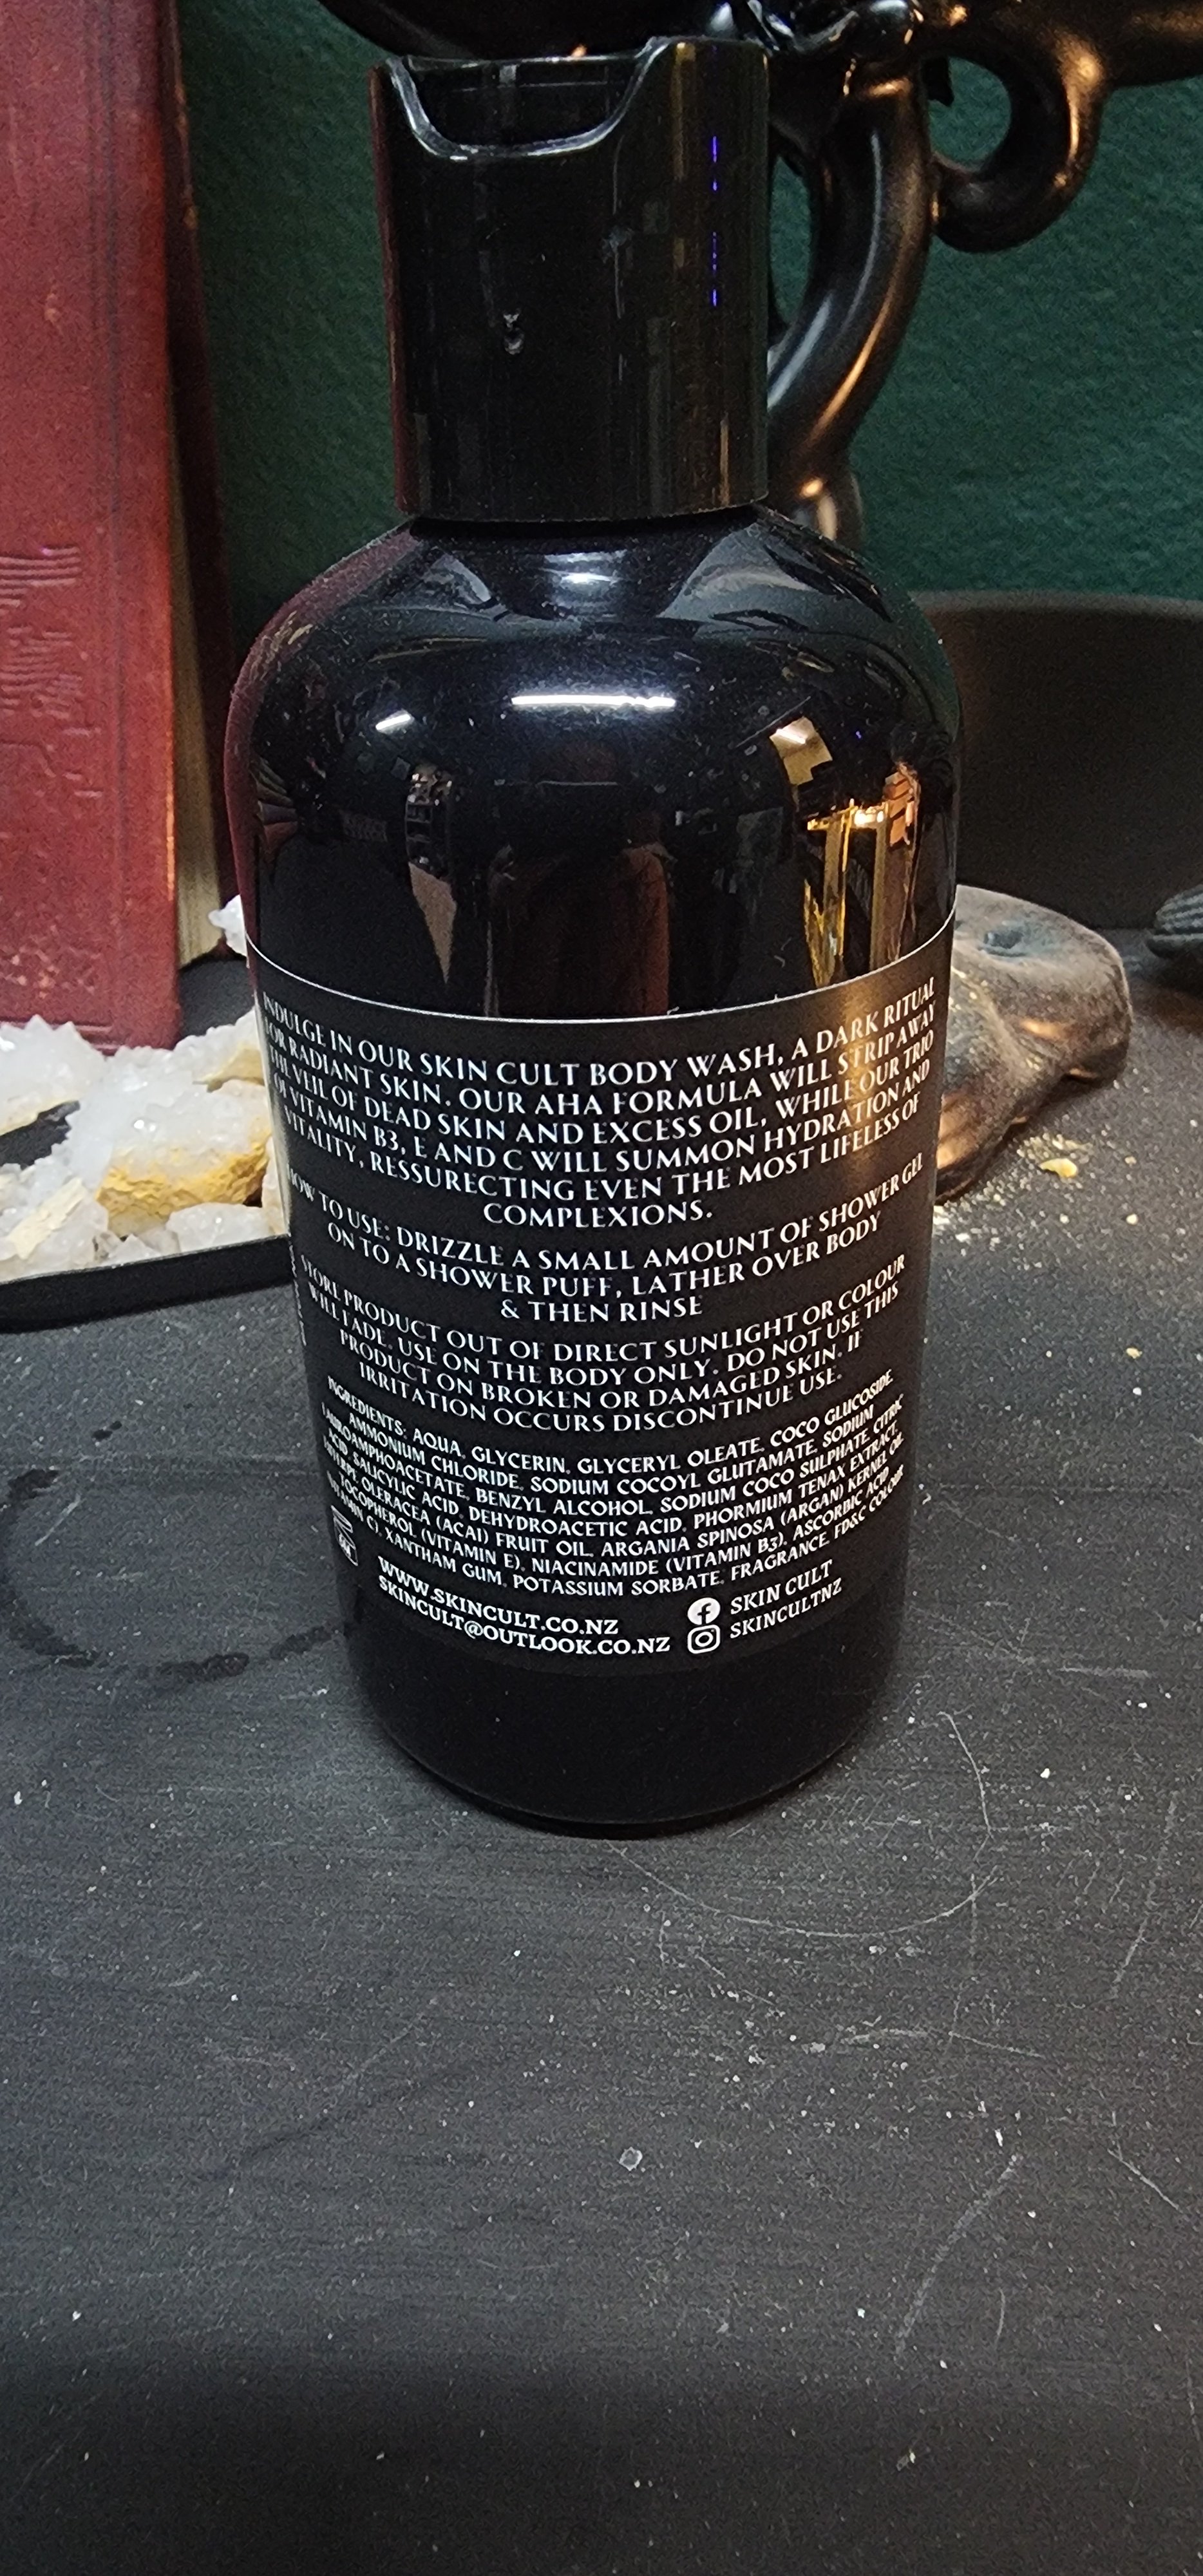 INDULGE IN OUR SKIN CULT BODY WASH, A DARK RITUAL
FOR RADIANT SKIN. OUR AHA FORMULA WILL STRIP AWAY
THE VEIL OF DEAD SKIN AND EXCESS OIL, WHILE OUR TRIO
OF VITAMIN B3, E AND C WILL SUMMON HYDRATION AND
VITALITY, RESSURECTING EVEN THE MOST LIFELESS OF
COMPLEXIONS.
HOW TO USE: DRIZZLE A SMALL AMOUNT OF SHOWER GEL
ON TO A SHOWER PUFF, LATHER OVER BODY
& THEN RINSE
STORE PRODUCT OUT OF DIRECT SUNLIGHT OR COLOUR
WILL FADE. USE ON THE BODY ONLY. DO NOT USE THIS
PRODUCT ON BROKEN OR DAMAGED SKIN. IF
IRRITATION OCCURS DISCONTINUE USE.
INGREDIENTS: AQUA, GLYCERIN, GLYCERYL OLEATE, COCO GLUCOSIDE,
AMMONIUM CHLORIDE, SODIUM COCOYL GLUTAMATE, SODIUM
LAUROAMPHOACETATE, BENZYL ALCOHOL, SODIUM COCO SULPHATE, CITRIC
ACID, SALICYLIC ACID, DEHYDROACETIC ACID, PHORMIUM TENAX EXTRACT,
EUTERPE OLERACEA (ACAI) FRUIT OIL, ARGANIA SPINOSA (ARGAN) KERNEL OIL
TOCOPHEROL (VITAMIN E), NIACINAMIDE (VITAMIN B3), ASCORBIC ACID
(VITAMIN C), XANTHAM GUM, POTASSIUM SORBATE, FRAGRANCE, FD&C COLOUR
WWW.SKINCULT.CO.NZ
SKINCULT@OUTLOOK.CO.NZ
SKIN CULT
SKINCULTNZ